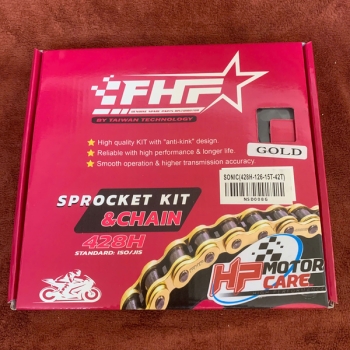 FHF
BY TAIWAN TECHNOLOGY
★ High quality KIT with "anti-kink" design
★ Reliable with high performance & longer life.
★ Smooth operation & higher transmission accuracy.
GOLD
SONIC(428H-126-15T-42T)
SPROCKET KIT
&CHAIN
428H
STANDARD: ISO/JIS
HP MOTOR
CARE